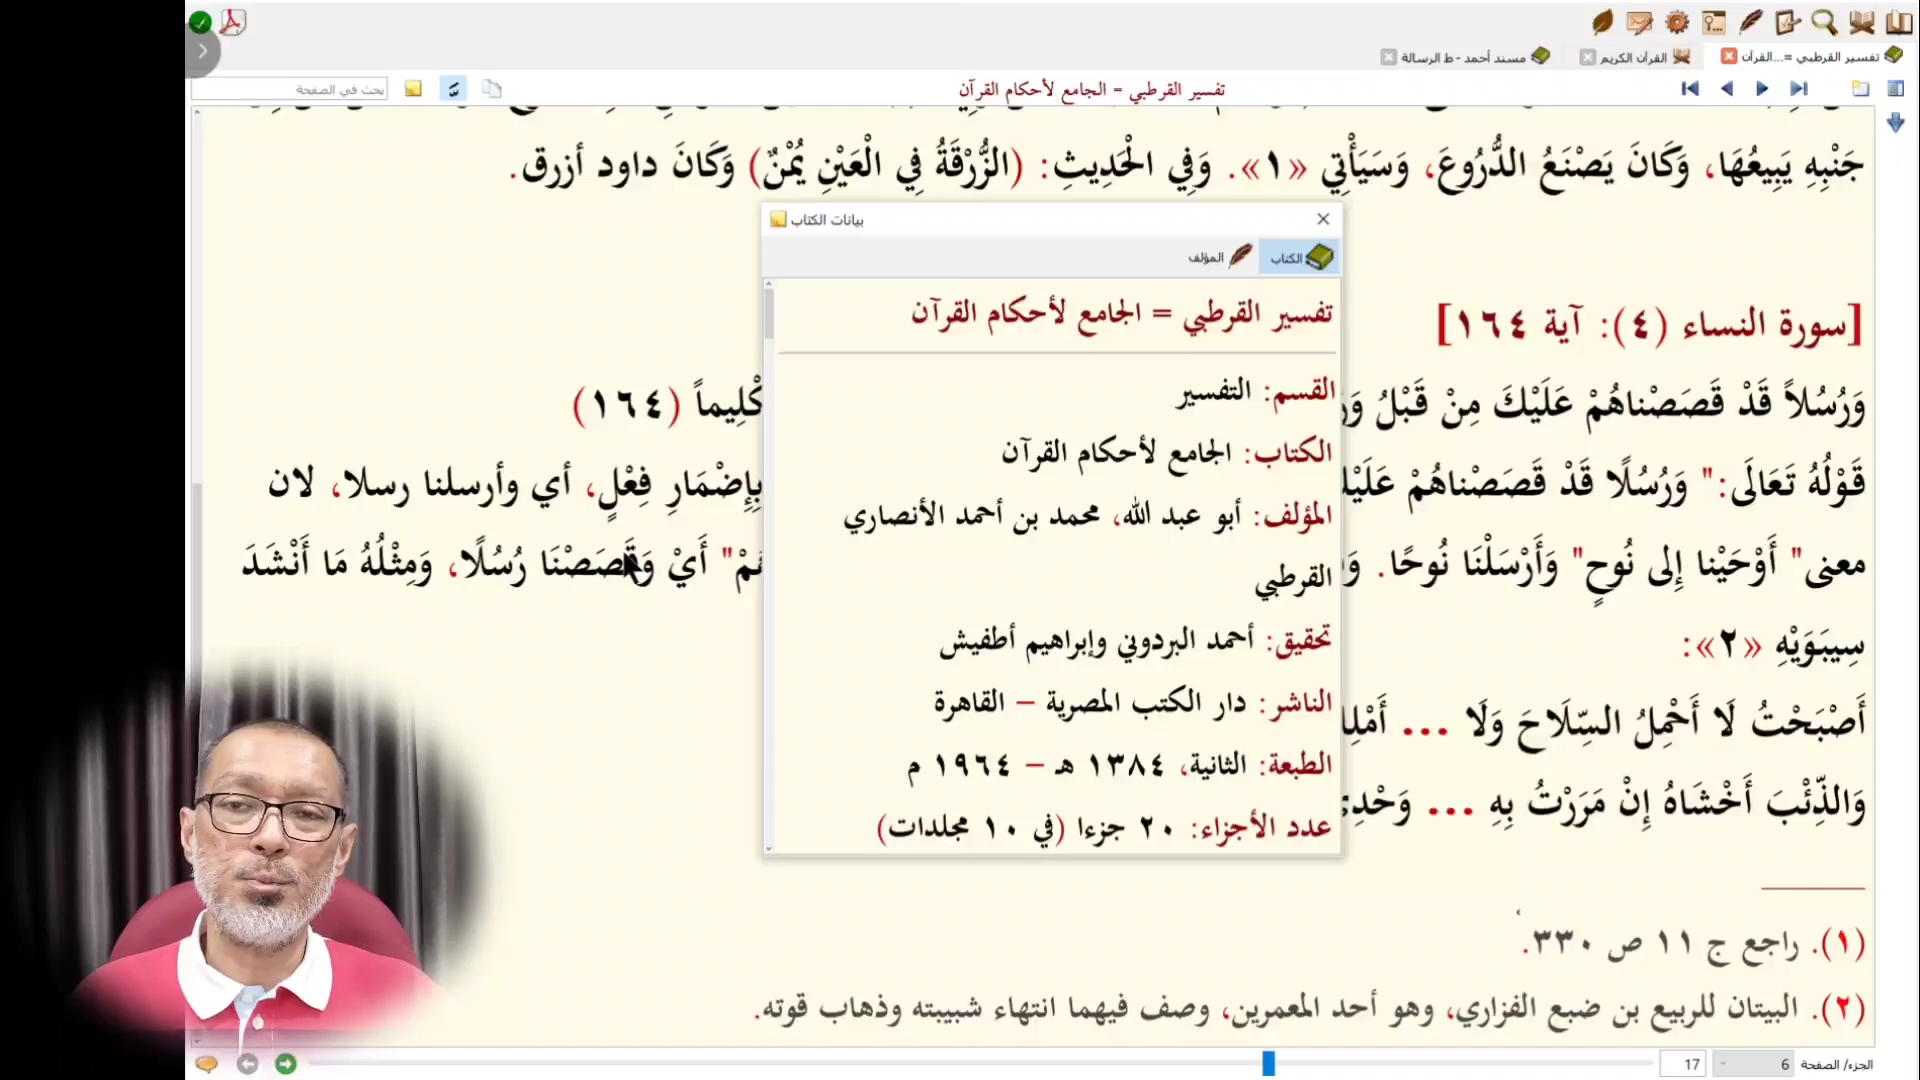 تفسير القرطبي =...القرآن
القرآن الكريم
مسند أحمد - ط الرسالة
تفسير القرطبي = الجامع لأحكام القرآن
بحث في الصفحة
جَنْبِهِ يَبِيعُهَا، وَكَانَ يَصْنَعُ الدُّرُوعَ، وَسَيَأْتِي «١». وَفِي الْحَدِيثِ: (الزُّرْقَةُ فِي الْعَيْنِ يُمْنٌ) وَكَانَ داود أزرق.
[سورة النساء (٤): آية ١٦٤]
وَرُسُلاً قَدْ قَصَصْناهُمْ عَلَيْكَ مِنْ قَبْلُ (١٦٤)
قَوْلُهُ تَعَالَى:" وَرُسُلًا قَدْ قَصَصْناهُمْ بِإِضْمَارِ فِعْلٍ، أي وأرسلنا رسلا، لان
معنى" أَوْحَيْنا إِلى نُوحٍ" وَأَرْسَلْنَا نُوحًا. " أَيْ وَقَصَصْنَا رُسُلًا، وَمِثْلُهُ مَا أَنْشَدَ
سِيبَوَيْهِ «٢»:
أَصْبَحْتُ لَا أَحْمِلُ السِّلَاحَ وَلَا ...
وَالذِّئْبَ أَخْشَاهُ إِنْ مَرَرْتُ بِهِ ...
(١). راجع ج ١١ ص ٣٣٠.
(٢). البيتان للربيع بن ضبع الفزاري، وهو أحد المعمرين، وصف فيهما انتهاء شبيبته وذهاب قوته.
بيانات الكتاب
الكتاب
المؤلف
تفسير القرطبي = الجامع لأحكام القرآن
القسم: التفسير
الكتاب: الجامع لأحكام القرآن
المؤلف: أبو عبد الله، محمد بن أحمد الأنصاري
القرطبي
تحقيق: أحمد البردوني وإبراهيم أطفيش
الناشر: دار الكتب المصرية – القاهرة
الطبعة: الثانية، ١٣٨٤ هـ – ١٩٦٤ م
عدد الأجزاء: ٢٠ جزءا (في ١٠ مجلدات)
الجزء/ الصفحة 6 17